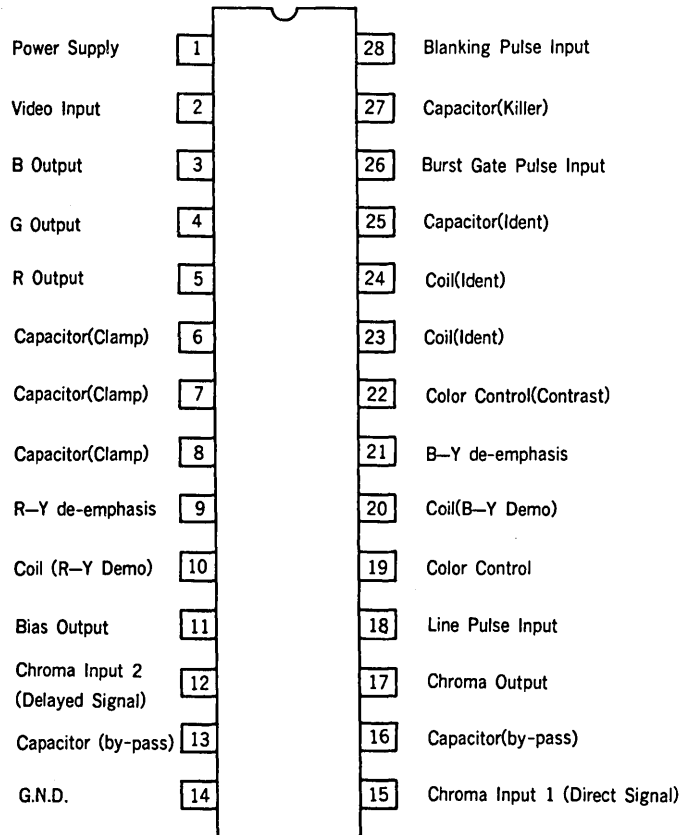 Power Supply 1 28 Blanking Pulse Input
Video Input 2 27 Capacitor(Killer)
B Output 3 26 Burst Gate Pulse Input
G Output 4 25 Capacitor(Ident)
R Output 5 24 Coil(Ident)
Capacitor(Clamp) 6 23 Coil(Ident)
Capacitor(Clamp) 7 22 Color Control(Contrast)
Capacitor(Clamp) 8 21 B—Y de-emphasis
R—Y de-emphasis 9 20 Coil(B—Y Demo)
Coil (R—Y Demo) 10 19 Color Control
Bias Output 11 18 Line Pulse Input
Chroma Input 2
(Delayed Signal) 12 17 Chroma Output
Capacitor (by-pass) 13 16 Capacitor(by-pass)
G.N.D. 14 15 Chroma Input 1 (Direct Signal)